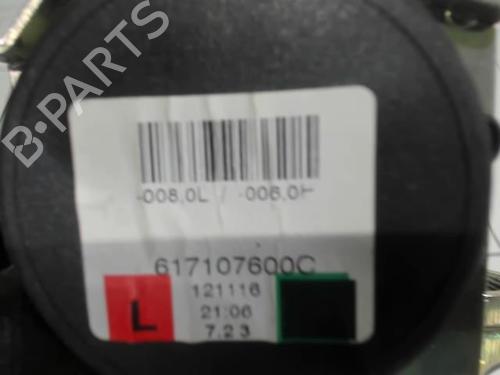 B-PARTS
-008,0L / -006,0H
617107600C
121116
21:06
7.23
L